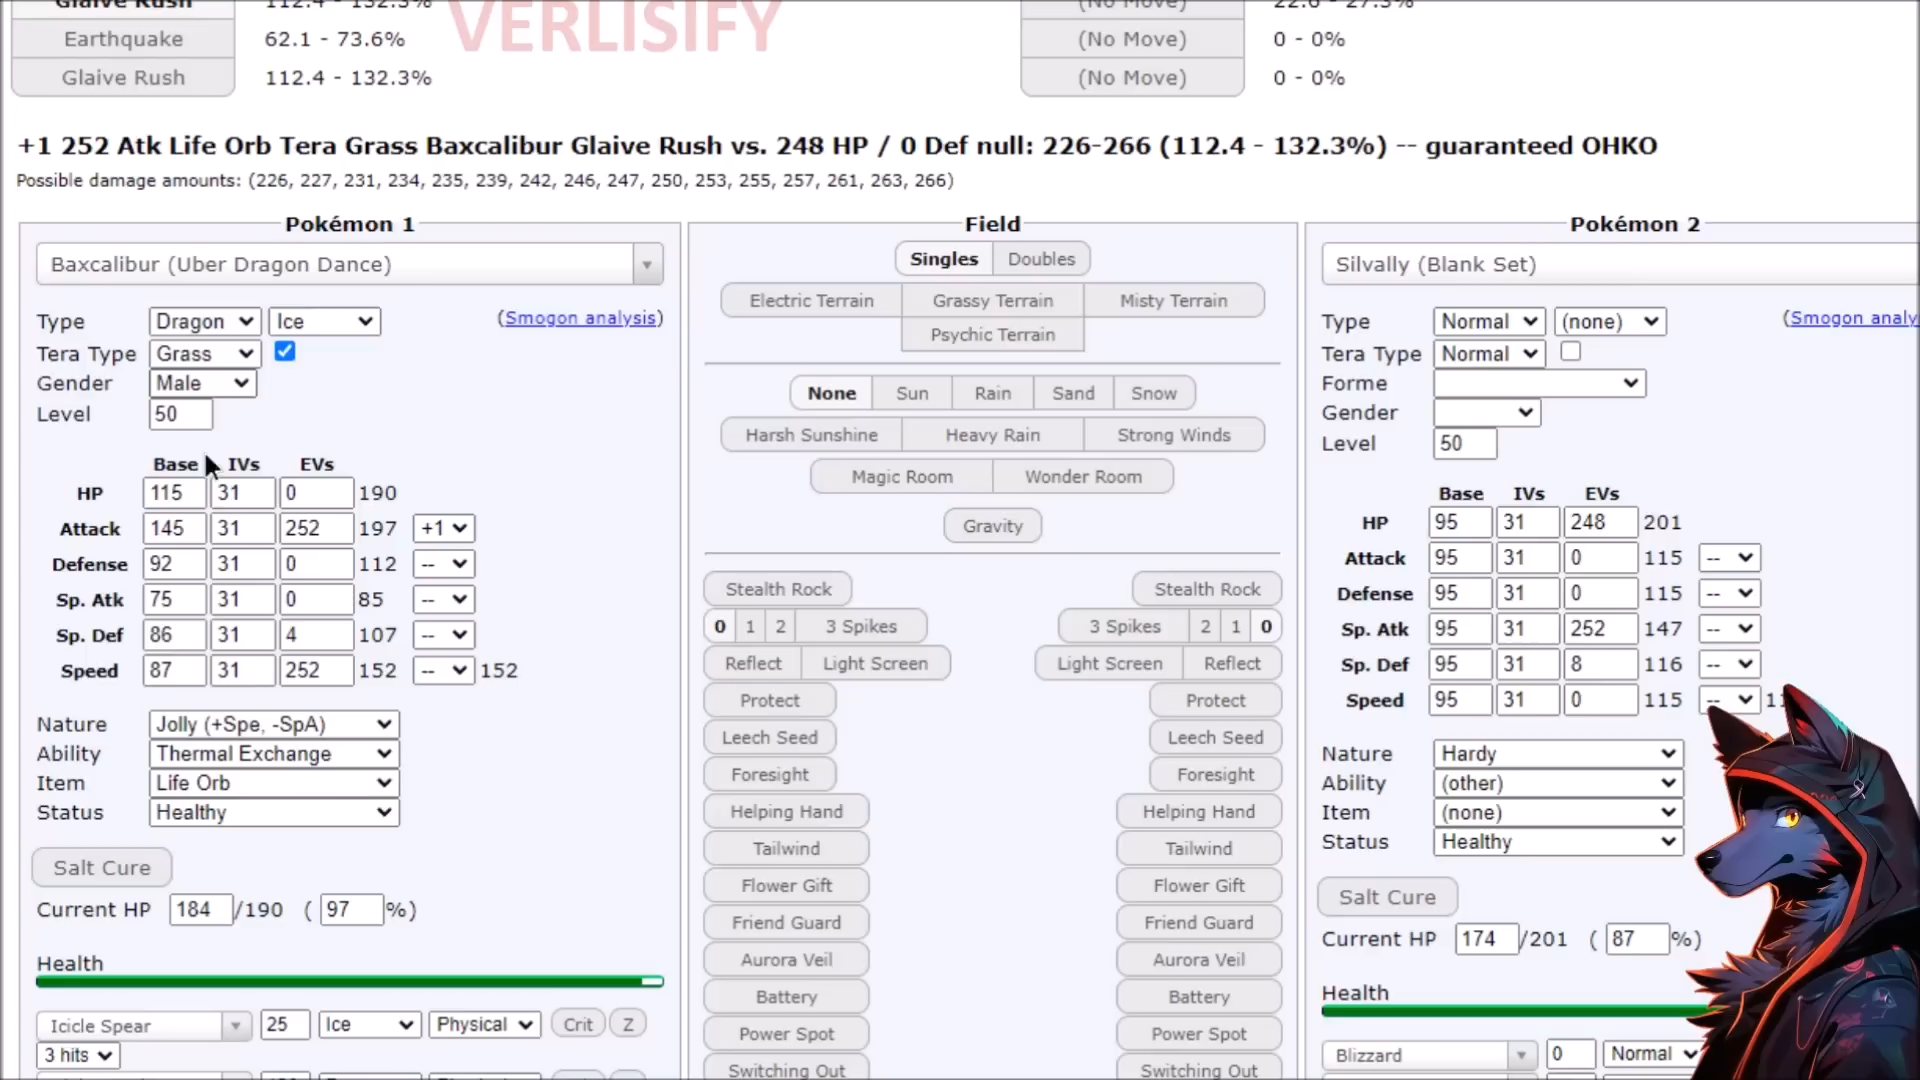 Glaive Rush 112.4 - 132.3% (No Move) 22.6 - 27.3%
VERLISIFY
Earthquake 62.1 - 73.6% (No Move) 0 - 0%
Glaive Rush 112.4 - 132.3% (No Move) 0 - 0%
+1 252 Atk Life Orb Tera Grass Baxcalibur Glaive Rush vs. 248 HP / 0 Def null: 226-266 (112.4 - 132.3%) -- guaranteed OHKO
Possible damage amounts: (226, 227, 231, 234, 235, 239, 242, 246, 247, 250, 253, 255, 257, 261, 263, 266)
Pokémon 1
Baxcalibur (Uber Dragon Dance)
Type Dragon Ice (Smogon analysis)
Tera Type Grass
Gender Male
Level 50
Base IVs EVs
HP 115 31 0 190
Attack 145 31 252 197 +1
Defense 92 31 0 112 --
Sp. Atk 75 31 0 85 --
Sp. Def 86 31 4 107 --
Speed 87 31 252 152 -- 152
Nature Jolly (+Spe, -SpA)
Ability Thermal Exchange
Item Life Orb
Status Healthy
Salt Cure
Current HP 184 /190 ( 97 %)
Health
Icicle Spear 25 Ice Physical Crit Z
3 hits
Field
Singles Doubles
Electric Terrain Grassy Terrain Misty Terrain
Psychic Terrain
None Sun Rain Sand Snow
Harsh Sunshine Heavy Rain Strong Winds
Magic Room Wonder Room
Gravity
Stealth Rock Stealth Rock
0 1 2 3 Spikes 3 Spikes 2 1 0
Reflect Light Screen Light Screen Reflect
Protect Protect
Leech Seed Leech Seed
Foresight Foresight
Helping Hand Helping Hand
Tailwind Tailwind
Flower Gift Flower Gift
Friend Guard Friend Guard
Aurora Veil Aurora Veil
Battery Battery
Power Spot Power Spot
Switching Out Switching Out
Pokémon 2
Silvally (Blank Set)
Type Normal (none) (Smogon analy
Tera Type Normal
Forme
Gender
Level 50
Base IVs EVs
HP 95 31 248 201
Attack 95 31 0 115 --
Defense 95 31 0 115 --
Sp. Atk 95 31 252 147 --
Sp. Def 95 31 8 116 --
Speed 95 31 0 115 --
Nature Hardy
Ability (other)
Item (none)
Status Healthy
Salt Cure
Current HP 174 /201 ( 87 %)
Health
Blizzard 0 Normal